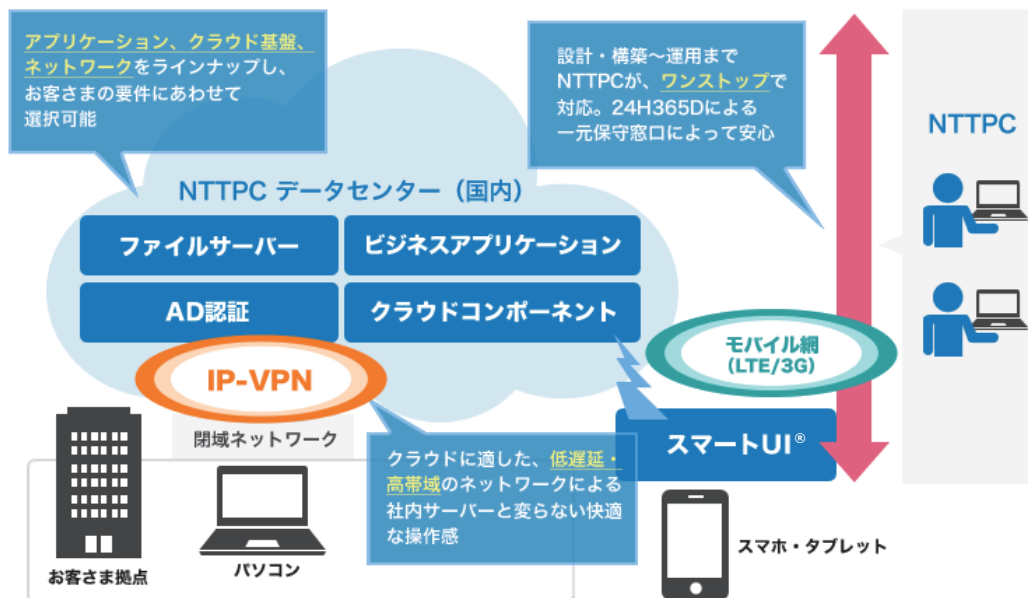 アプリケーション、クラウド基盤、
ネットワークをラインナップし、
お客さまの要件にあわせて
選択可能
設計・構築～運用まで
NTTPCが、ワンストップで
対応。24H365Dによる
一元保守窓口によって安心
NTTPC
NTTPC データセンター（国内）
ファイルサーバー
ビジネスアプリケーション
AD認証
クラウドコンポーネント
IP-VPN
モバイル網
(LTE/3G)
閉域ネットワーク
スマートUI®
クラウドに適した、低遅延・
高帯域のネットワークによる
社内サーバーと変らない快適
な操作感
お客さま拠点
パソコン
スマホ・タブレット